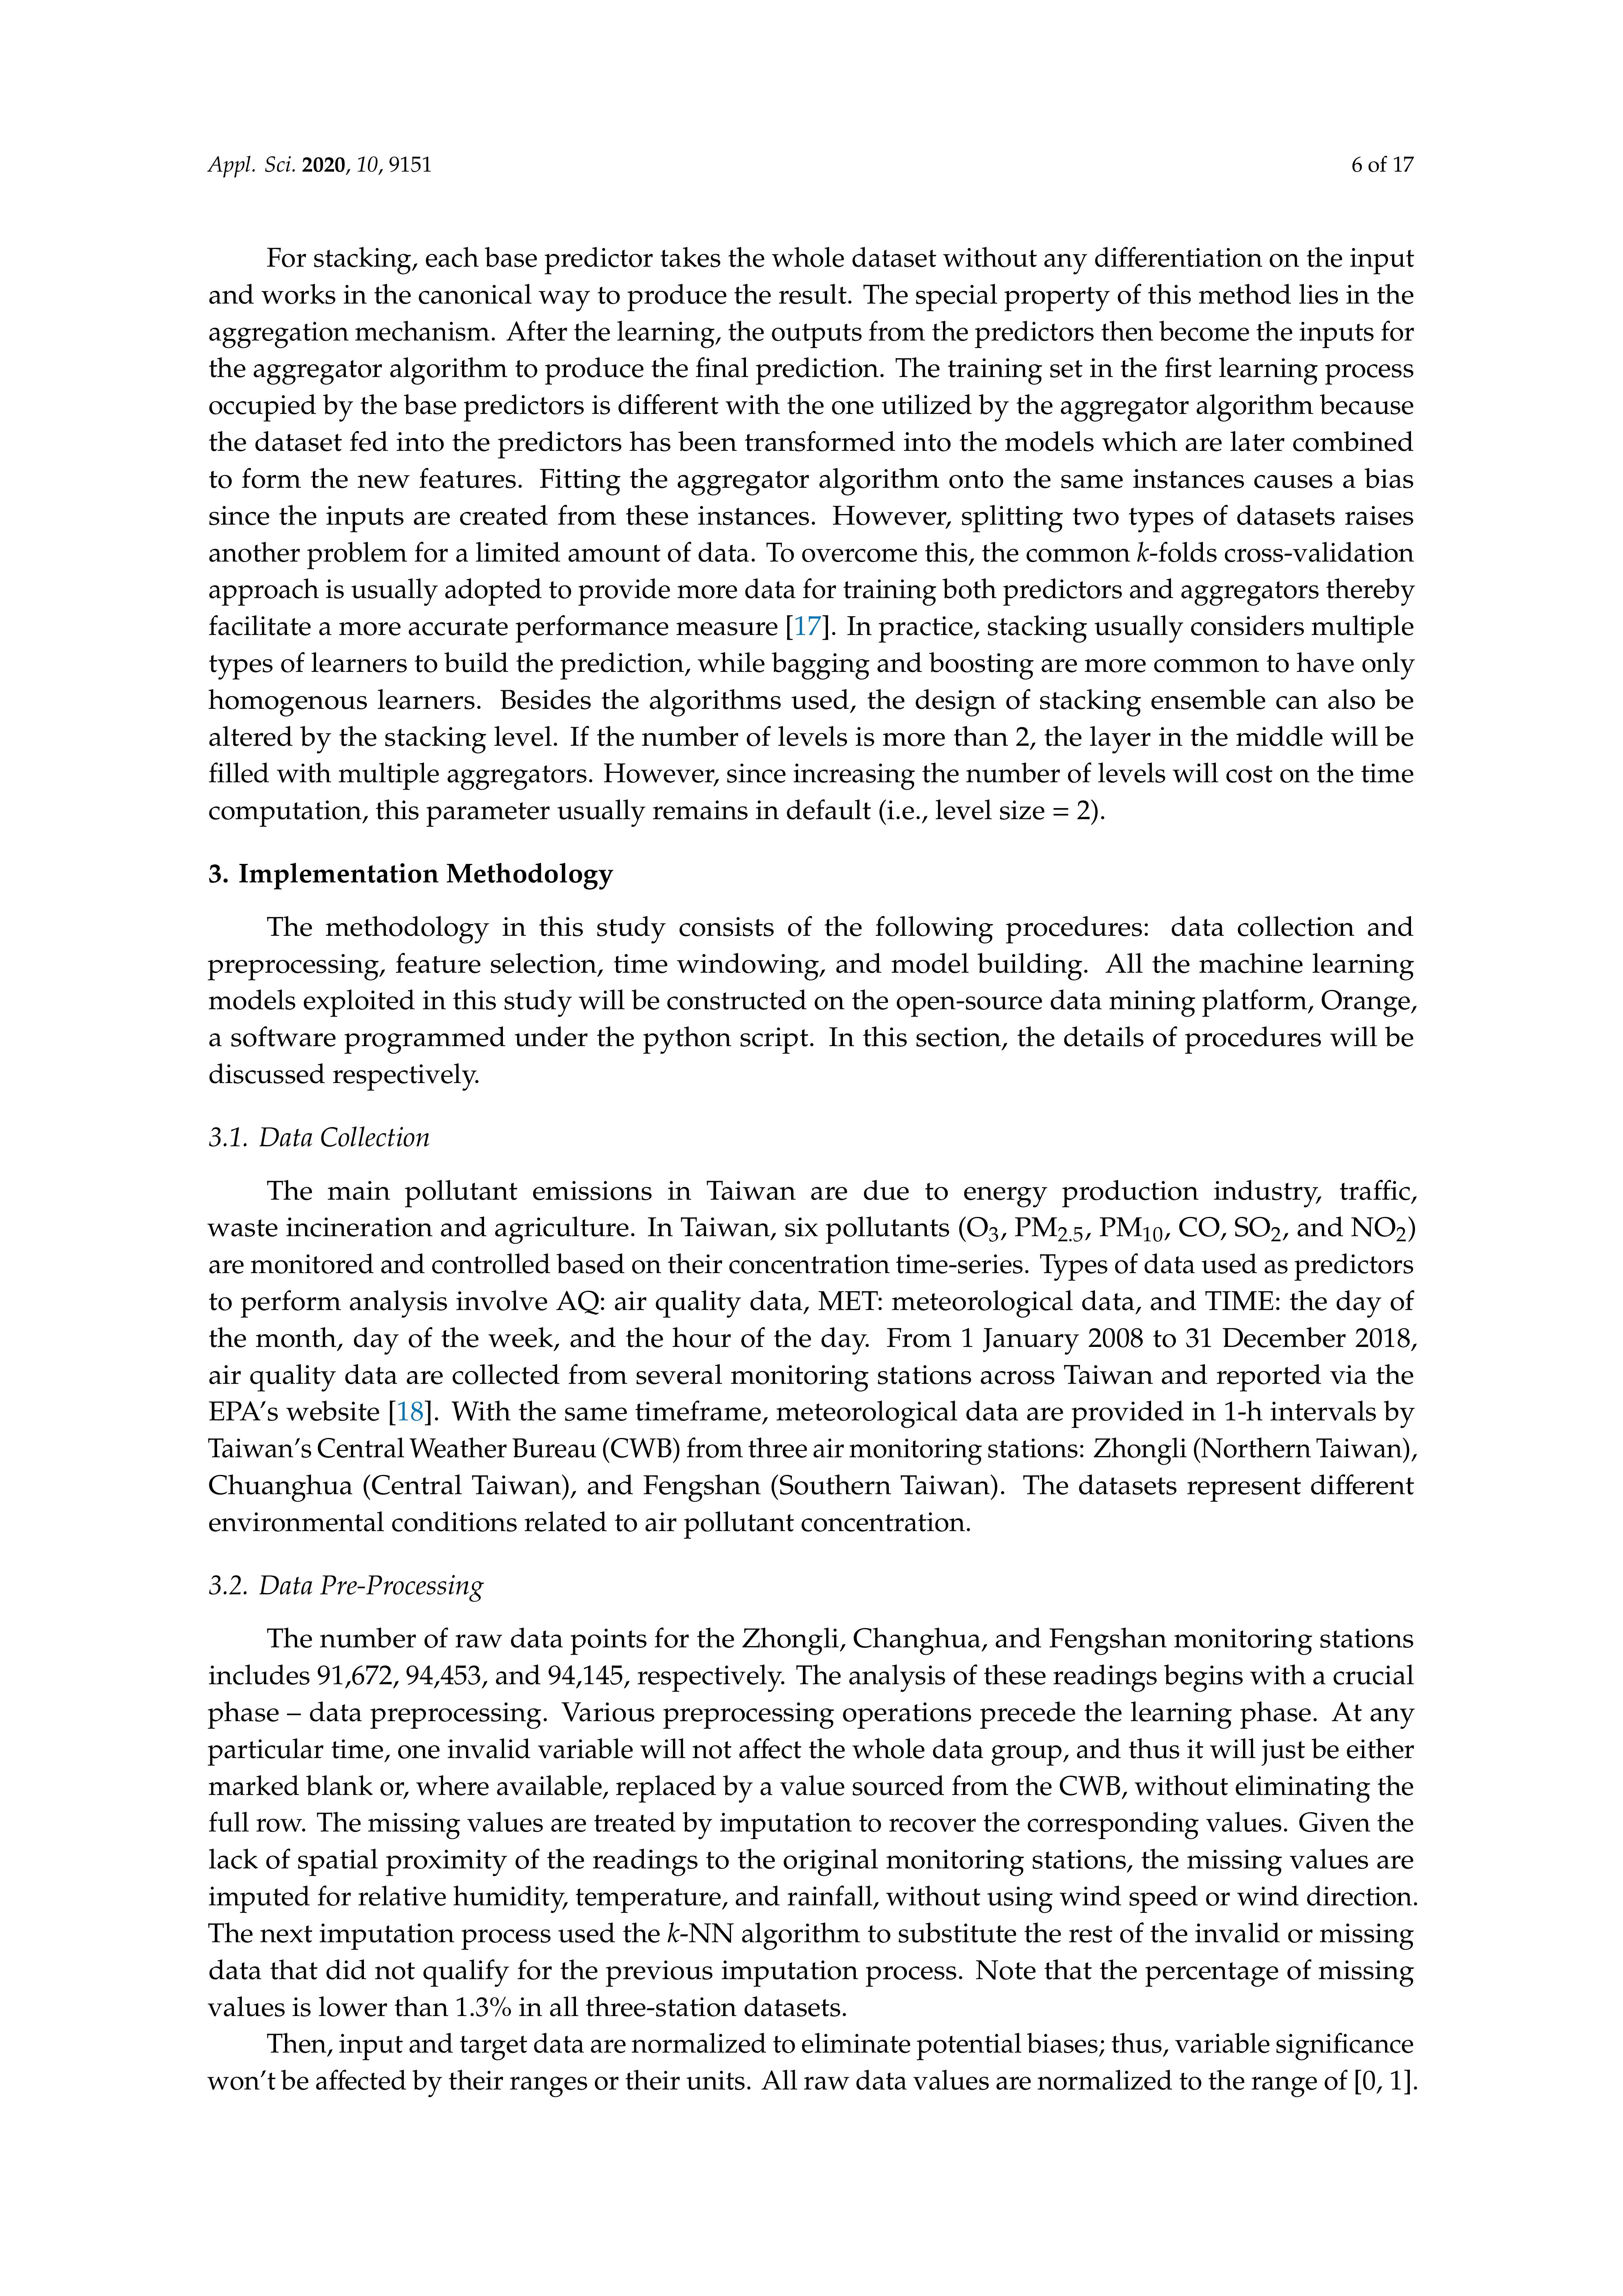 Appl. Sci. 2020, 10, 9151
6 of 17
For stacking, each base predictor takes the whole dataset without any differentiation on the input
and works in the canonical way to produce the result. The special property of this method lies in the
aggregation mechanism. After the learning, the outputs from the predictors then become the inputs for
the aggregator algorithm to produce the final prediction. The training set in the first learning process
occupied by the base predictors is different with the one utilized by the aggregator algorithm because
the dataset fed into the predictors has been transformed into the models which are later combined
to form the new features. Fitting the aggregator algorithm onto the same instances causes a bias
since the inputs are created from these instances. However, splitting two types of datasets raises
another problem for a limited amount of data. To overcome this, the common k-folds cross-validation
approach is usually adopted to provide more data for training both predictors and aggregators thereby
facilitate a more accurate performance measure [17]. In practice, stacking usually considers multiple
types of learners to build the prediction, while bagging and boosting are more common to have only
homogenous learners. Besides the algorithms used, the design of stacking ensemble can also be
altered by the stacking level. If the number of levels is more than 2, the layer in the middle will be
filled with multiple aggregators. However, since increasing the number of levels will cost on the time
computation, this parameter usually remains in default (i.e., level size = 2).
3. Implementation Methodology
The methodology in this study consists of the following procedures: data collection and
preprocessing, feature selection, time windowing, and model building. All the machine learning
models exploited in this study will be constructed on the open-source data mining platform, Orange,
a software programmed under the python script. In this section, the details of procedures will be
discussed respectively.
3.1. Data Collection
The main pollutant emissions in Taiwan are due to energy production industry, traffic,
waste incineration and agriculture. In Taiwan, six pollutants (O3, PM2.5, PM10, CO, SO2, and NO2)
are monitored and controlled based on their concentration time-series. Types of data used as predictors
to perform analysis involve AQ: air quality data, MET: meteorological data, and TIME: the day of
the month, day of the week, and the hour of the day. From 1 January 2008 to 31 December 2018,
air quality data are collected from several monitoring stations across Taiwan and reported via the
EPA's website [18]. With the same timeframe, meteorological data are provided in 1-h intervals by
Taiwan's Central Weather Bureau (CWB) from three air monitoring stations: Zhongli (Northern Taiwan),
Chuanghua (Central Taiwan), and Fengshan (Southern Taiwan). The datasets represent different
environmental conditions related to air pollutant concentration.
3.2. Data Pre-Processing
The number of raw data points for the Zhongli, Changhua, and Fengshan monitoring stations
includes 91,672, 94,453, and 94,145, respectively. The analysis of these readings begins with a crucial
phase – data preprocessing. Various preprocessing operations precede the learning phase. At any
particular time, one invalid variable will not affect the whole data group, and thus it will just be either
marked blank or, where available, replaced by a value sourced from the CWB, without eliminating the
full row. The missing values are treated by imputation to recover the corresponding values. Given the
lack of spatial proximity of the readings to the original monitoring stations, the missing values are
imputed for relative humidity, temperature, and rainfall, without using wind speed or wind direction.
The next imputation process used the k-NN algorithm to substitute the rest of the invalid or missing
data that did not qualify for the previous imputation process. Note that the percentage of missing
values is lower than 1.3% in all three-station datasets.
Then, input and target data are normalized to eliminate potential biases; thus, variable significance
won't be affected by their ranges or their units. All raw data values are normalized to the range of [0, 1].